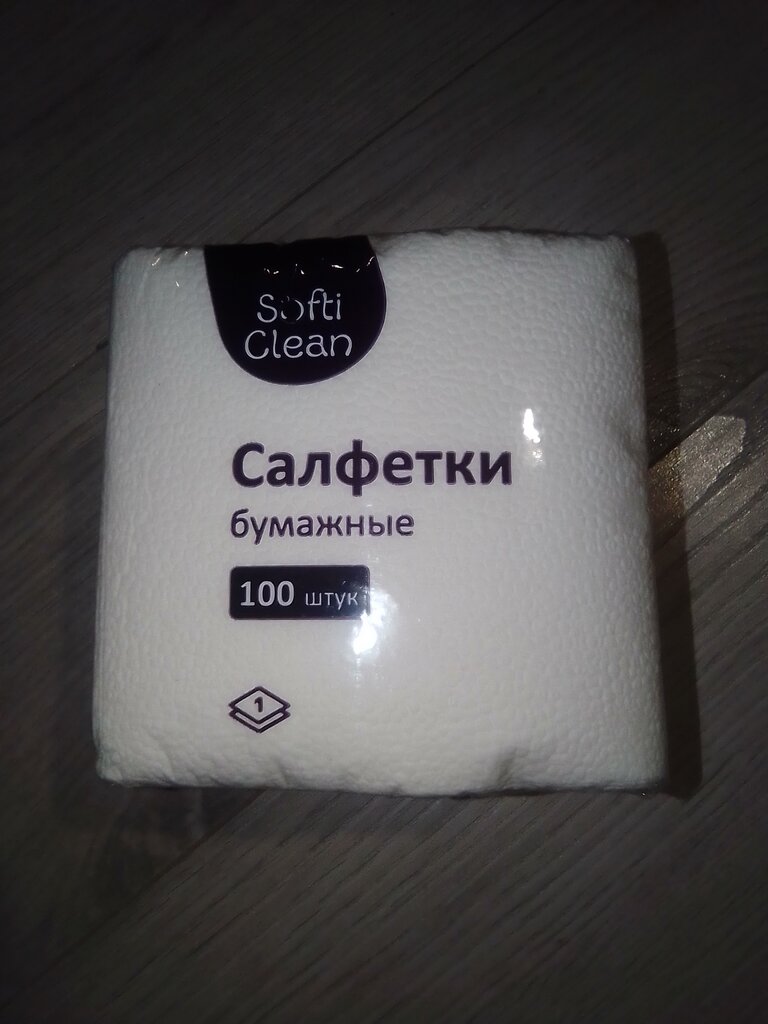 Softi
Clean
Салфетки
бумажные
100 штук
1